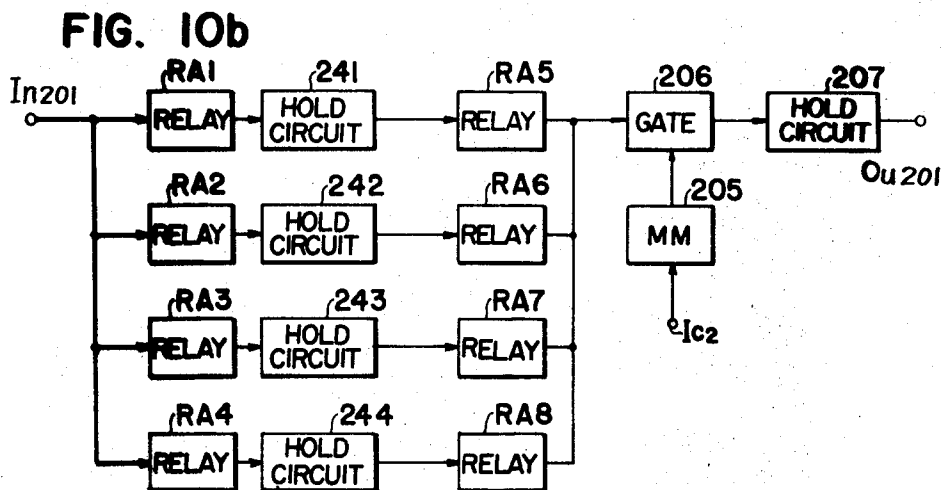 FIG. 10b
In201
RA1
241
RA5
206
207
RELAY
HOLD
CIRCUIT
RELAY
GATE
HOLD
CIRCUIT
Ou201
RA2
242
RA6
205
RELAY
HOLD
CIRCUIT
RELAY
MM
RA3
243
RA7
Ic2
RELAY
HOLD
CIRCUIT
RELAY
RA4
244
RA8
RELAY
HOLD
CIRCUIT
RELAY